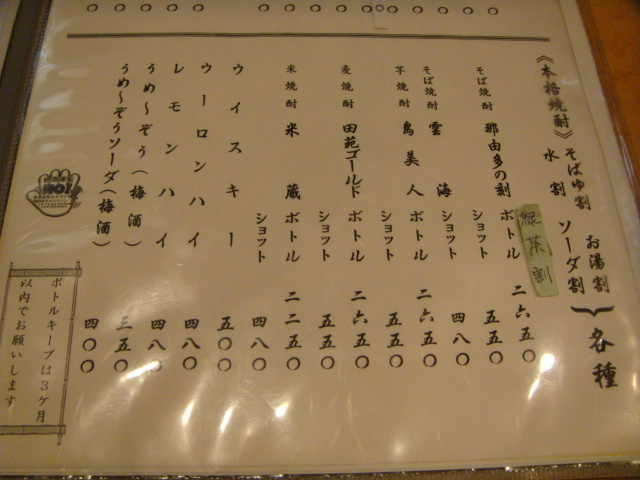 《本格焼酎》そばゆ割 お湯割
水割 ソーダ割
各種
緑茶割
そば焼酎 那由多の刻 ボトル 二六五〇
ショット 五五〇
そば焼酎 雲海 ショット 四八〇
芋焼酎 島美人 ボトル 二六五〇
ショット 五五〇
麦焼酎 田苑ゴールド ボトル 二六五〇
ショット 五五〇
米焼酎 米蔵 ボトル 二二五〇
ショット 四八〇
ウイスキー 五〇〇
ウーロンハイ 四八〇
レモンハイ 四八〇
うめ～ぞう(梅酒) 三五〇
うめ～ぞうソーダ(梅酒) 四〇〇
ボトルキープは3ヶ月
以内でお願いします